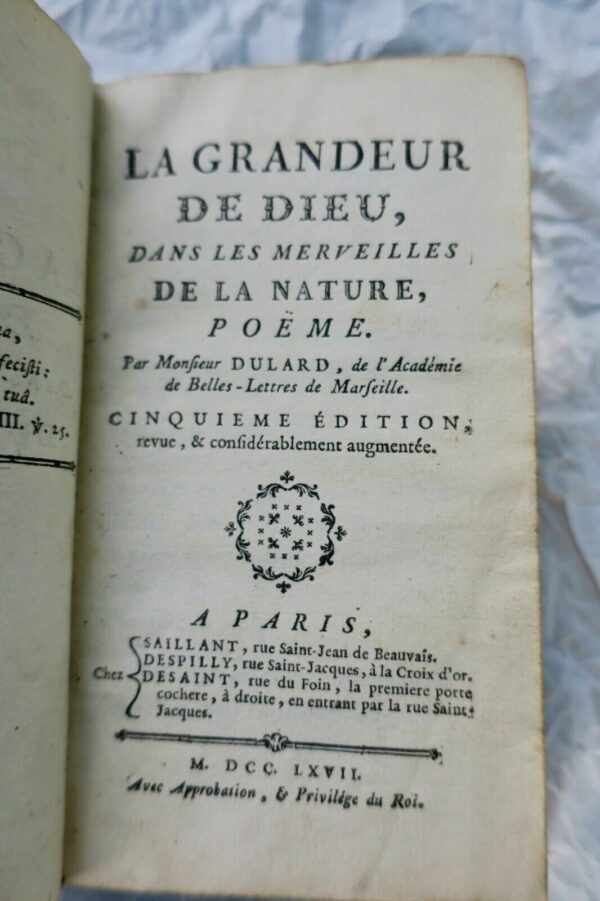 a,
fecisti:
tuâ.
III. ℣. 25.
LA GRANDEUR
DE DIEU,
DANS LES MERVEILLES
DE LA NATURE,
POËME.
Par Monsieur DULARD, de l'Académie
de Belles-Lettres de Marseille.
CINQUIEME ÉDITION,
revue, & considérablement augmentée.
A PARIS,
Chez
SAILLANT, rue Saint-Jean de Beauvais.
DESPILLY, rue Saint-Jacques, à la Croix d'or.
DESAINT, rue du Foin, la premiere porte
cochere, à droite, en entrant par la rue Saint-
Jacques.
M. DCC. LXVII.
Avec Approbation, & Privilége du Roi.